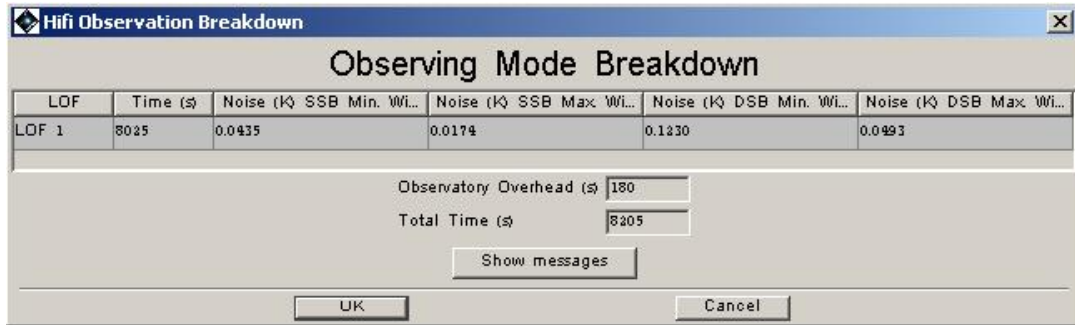 Hifi Observation Breakdown
Observing Mode Breakdown
LOF Time (s) Noise (K) SSB Min. Wi... Noise (K) SSB Max. Wi... Noise (K) DSB Min. Wi... Noise (K) DSB Max. Wi...
LOF 1 8025 0.0435 0.0174 0.1230 0.0493
Observatory Overhead (s) 180
Total Time (s) 8205
Show messages
OK Cancel